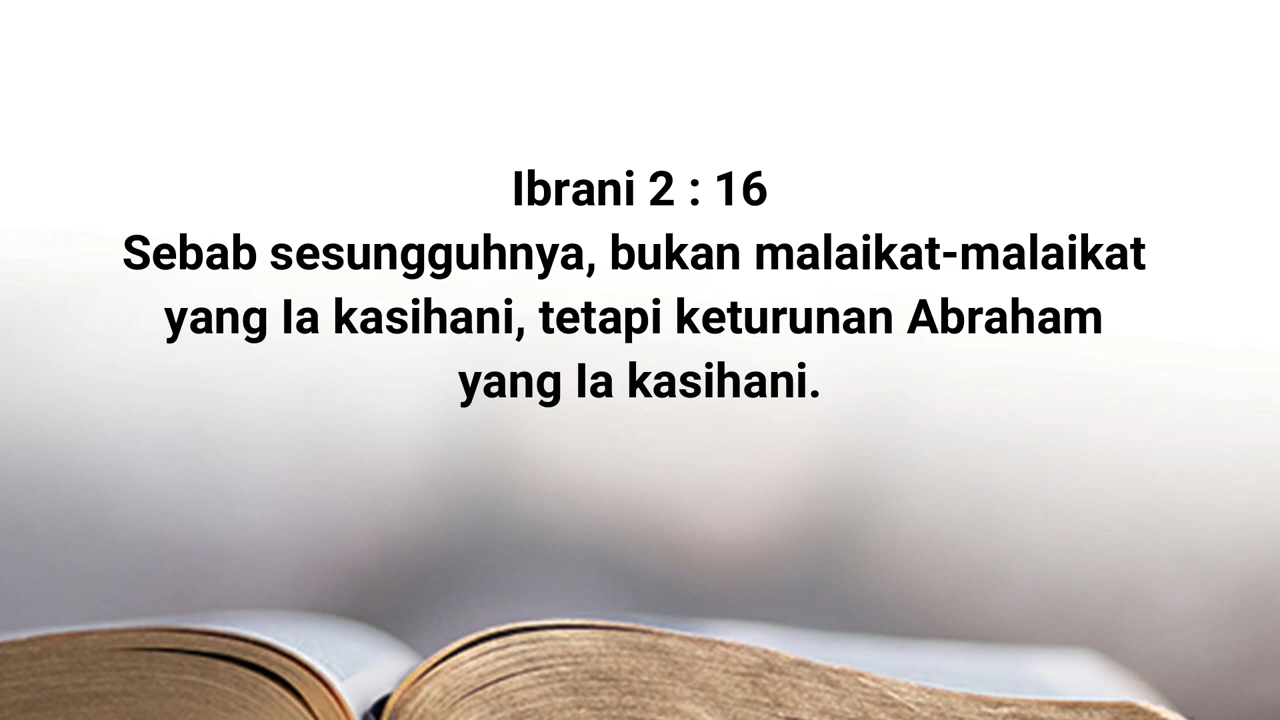 Ibrani 2 : 16
Sebab sesungguhnya, bukan malaikat-malaikat
yang Ia kasihani, tetapi keturunan Abraham
yang Ia kasihani.